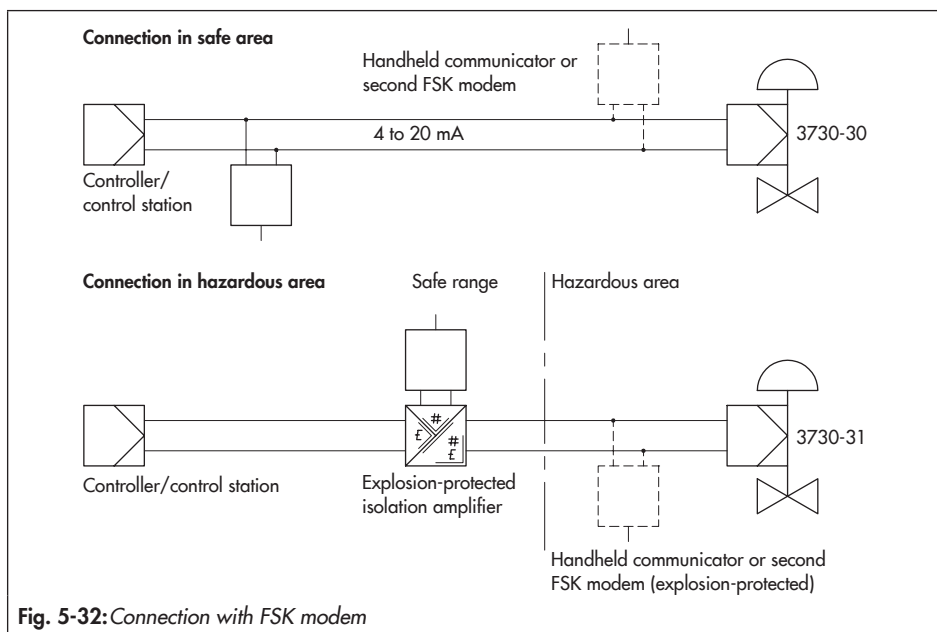 Connection in safe area
Handheld communicator or
second FSK modem
4 to 20 mA
3730-30
Controller/
control station
Connection in hazardous area
Safe range
Hazardous area
3730-31
Controller/control station
Explosion-protected
isolation amplifier
Handheld communicator or second
FSK modem (explosion-protected)
Fig. 5-32: Connection with FSK modem